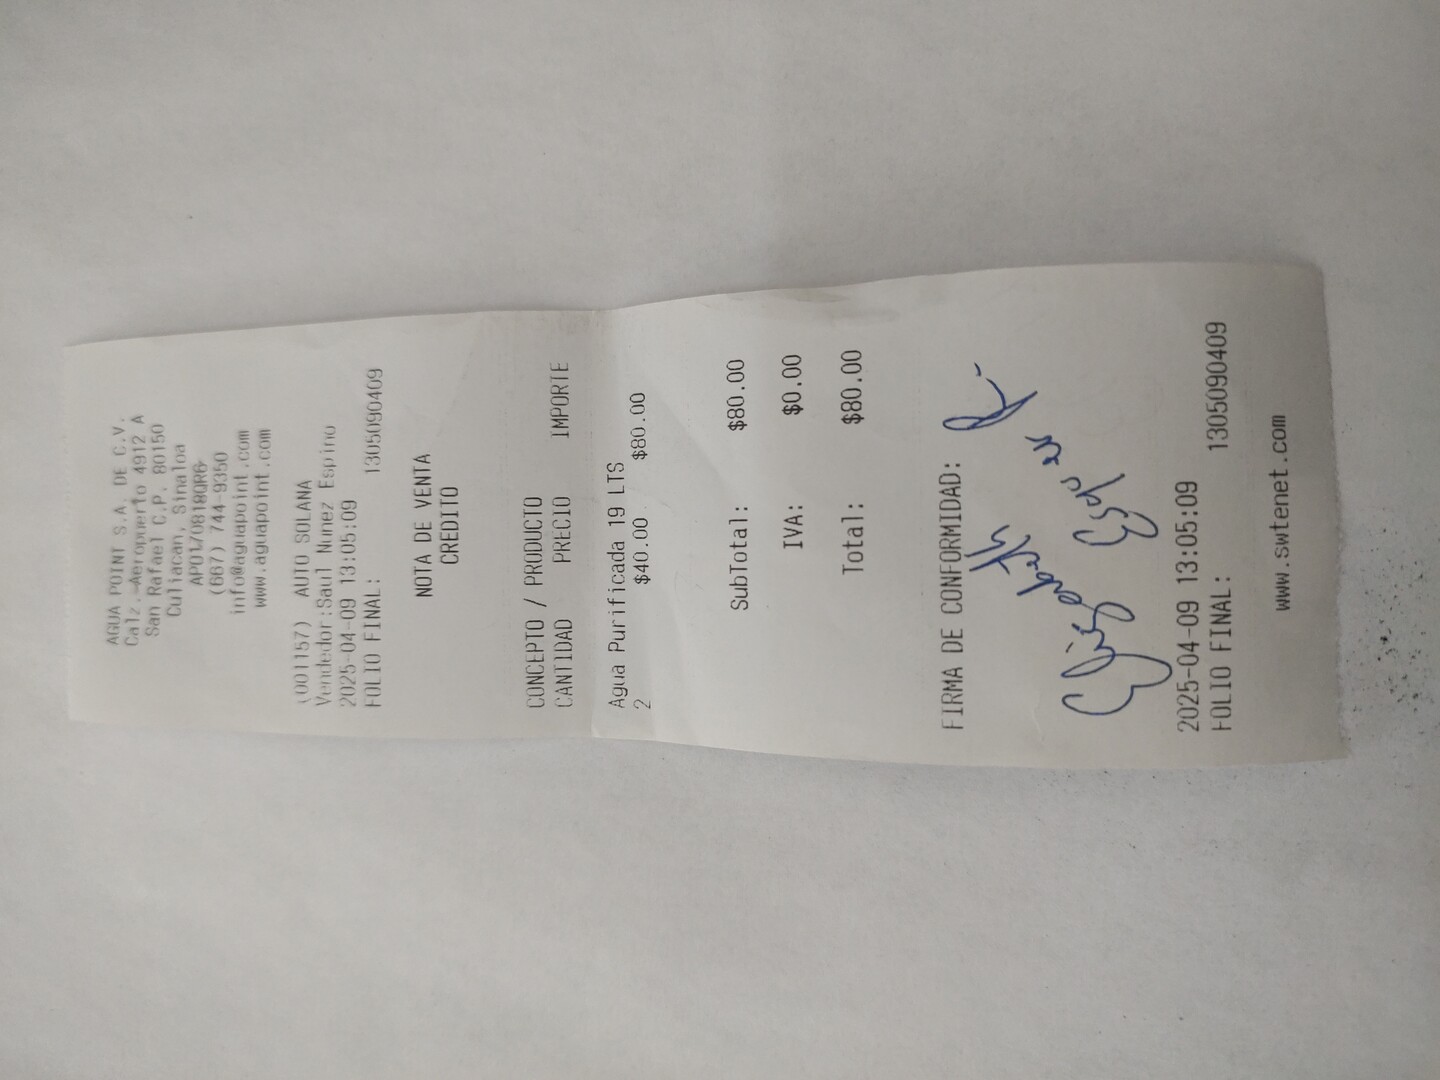 AGUA POINT S.A. DE C.V.
Calz.-Aeropuerto 4912 A
San Rafael C.P. 80150
Culiacan, Sinaloa
(667) 744-9350
info@aguapoint.com
www.aguapoint.com
(001157) AUTO SOLANA
Vendedor:Saul Nunez Espino
2025-04-09 13:05:09
FOLIO FINAL: 1305090409
NOTA DE VENTA
CREDITO
CONCEPTO / PRODUCTO
CANTIDAD PRECIO IMPORTE
Agua Purificada 19 LTS
2 $40.00 $80.00
SubTotal: $80.00
IVA: $0.00
Total: $80.00
FIRMA DE CONFORMIDAD:
Elizabeth
2025-04-09 13:05:09
FOLIO FINAL: 1305090409
www.swtenet.com